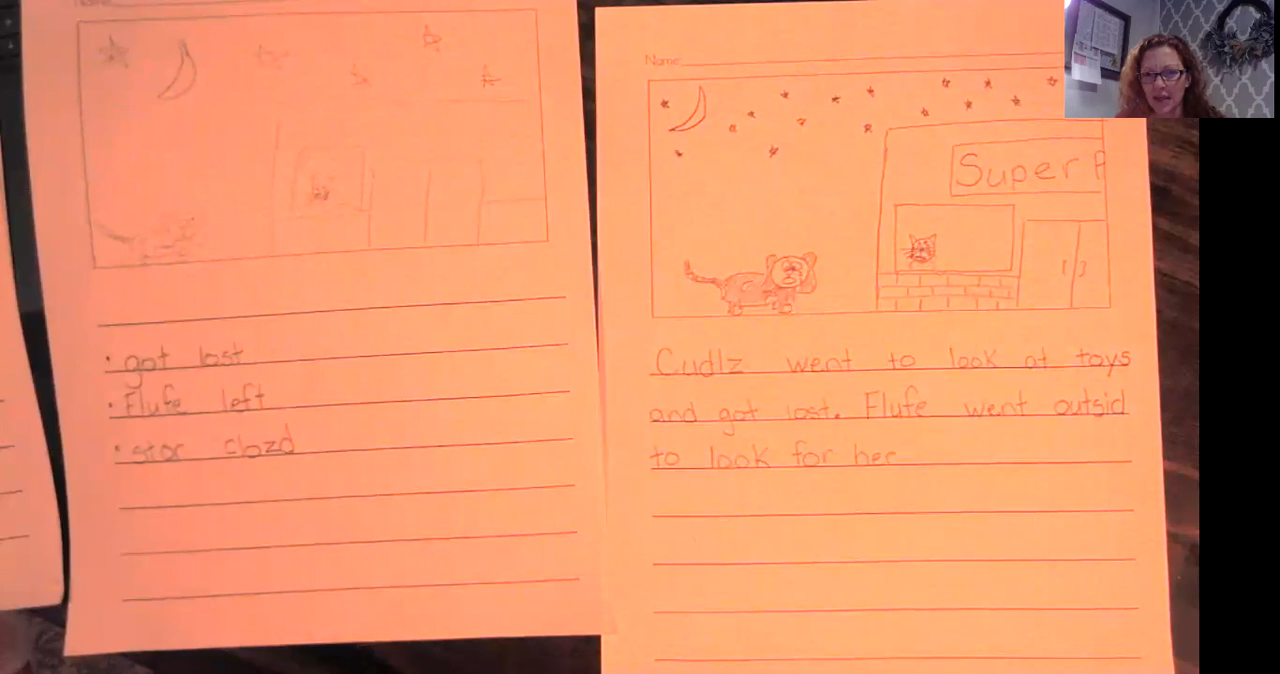 · got lost
· Flufe left
· stor clozd
Name:
Super P
Cudlz went to look at toys
and got lost. Flufe went outsid
to look for her